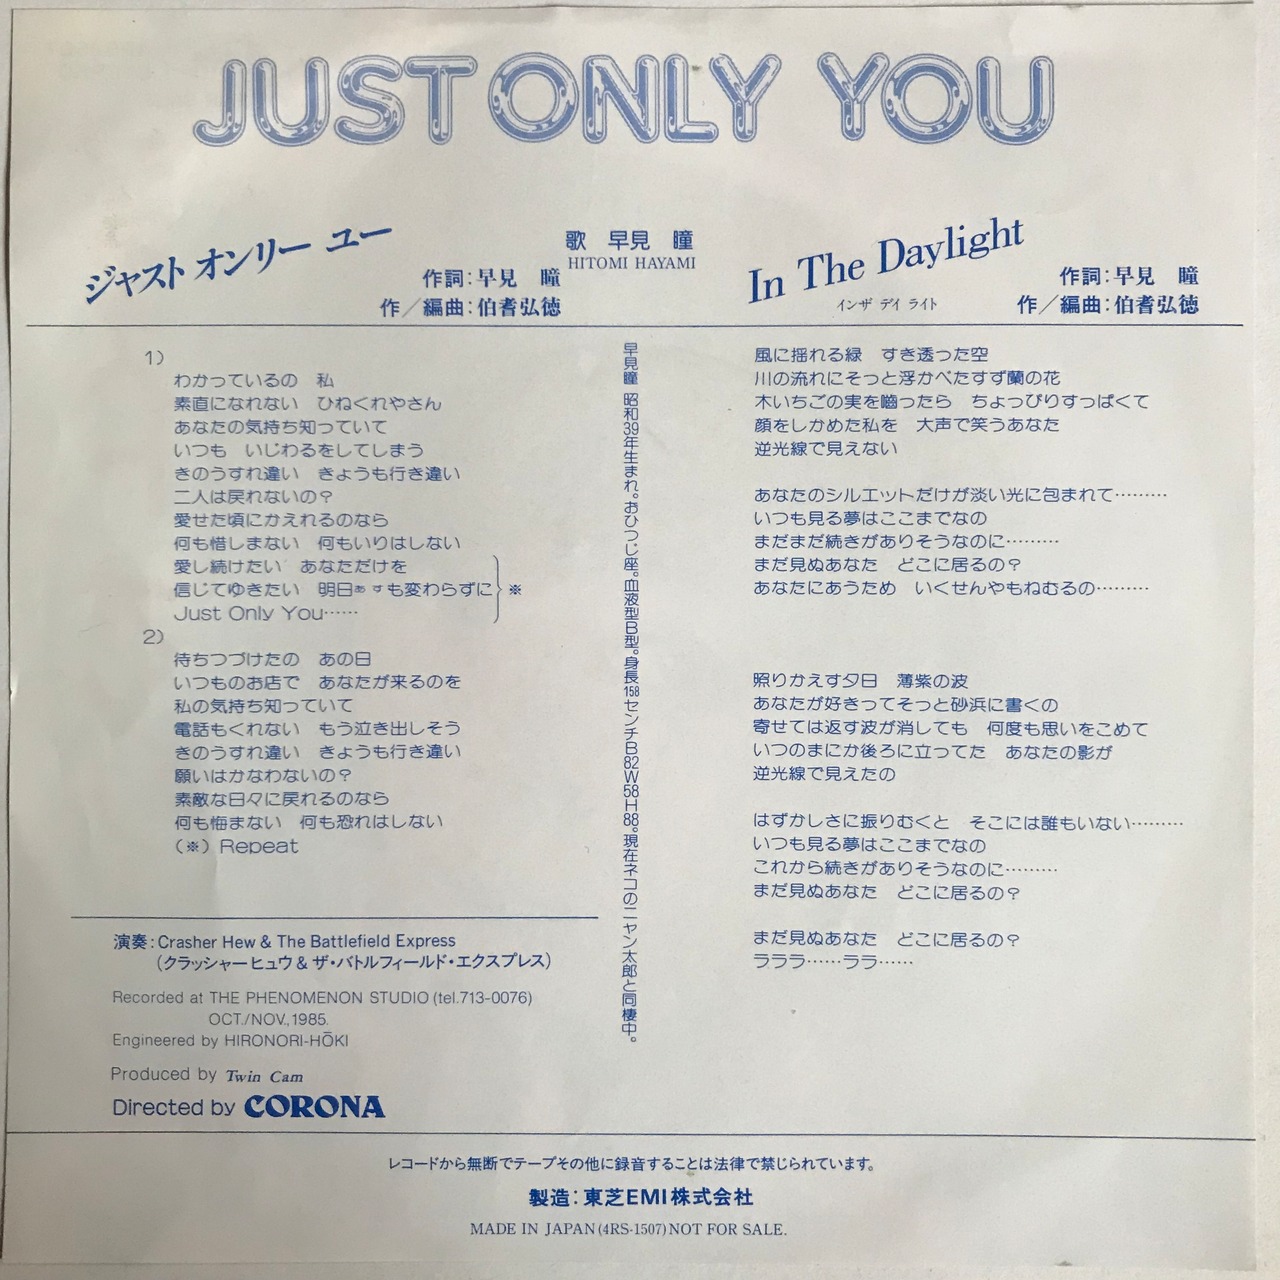 JUST ONLY YOU
ジャスト オンリー ユー
作詞:早見 瞳
作/編曲:伯耆弘徳
歌 早見 瞳
HITOMI HAYAMI
In The Daylight
インザ デイ ライト
作詞:早見 瞳
作/編曲:伯耆弘徳
1)
わかっているの 私
素直になれない ひねくれやさん
あなたの気持ち知っていて
いつも いじわるをしてしまう
きのうすれ違い きょうも行き違い
二人は戻れないの?
愛せた頃にかえれるのなら
何も惜しまない 何もいりはしない
愛し続けたい あなただけを
信じてゆきたい 明日あすも変わらずに ※
Just Only You……
2)
待ちつづけたの あの日
いつものお店で あなたが来るのを
私の気持ち知っていて
電話もくれない もう泣き出しそう
きのうすれ違い きょうも行き違い
願いはかなわないの?
素敵な日々に戻れるのなら
何も悔まない 何も恐れはしない
(※) Repeat
早見瞳 昭和39年生まれ。おひつじ座。血液型B型。身長158センチB82W58H88。現在ネコのニャン太郎と同棲中。
風に揺れる緑 すき透った空
川の流れにそっと浮かべたすず蘭の花
木いちごの実を嚙ったら ちょっぴりすっぱくて
顔をしかめた私を 大声で笑うあなた
逆光線で見えない
あなたのシルエットだけが淡い光に包まれて………
いつも見る夢はここまでなの
まだまだ続きがありそうなのに………
まだ見ぬあなた どこに居るの?
あなたにあうため いくせんやもねむるの………
照りかえす夕日 薄紫の波
あなたが好きってそっと砂浜に書くの
寄せては返す波が消しても 何度も思いをこめて
いつのまにか後ろに立ってた あなたの影が
逆光線で見えたの
はずかしさに振りむくと そこには誰もいない………
いつも見る夢はここまでなの
これから続きがありそうなのに………
まだ見ぬあなた どこに居るの?
まだ見ぬあなた どこに居るの?
ラララ……ララ……
演奏:Crasher Hew & The Battlefield Express
(クラッシャーヒュウ & ザ・バトルフィールド・エクスプレス)
Recorded at THE PHENOMENON STUDIO (tel.713-0076)
OCT./NOV.,1985.
Engineered by HIRONORI-HŌKI
Produced by Twin Cam
Directed by CORONA
レコードから無断でテープその他に録音することは法律で禁じられています。
製造:東芝EMI株式会社
MADE IN JAPAN (4RS-1507) NOT FOR SALE.